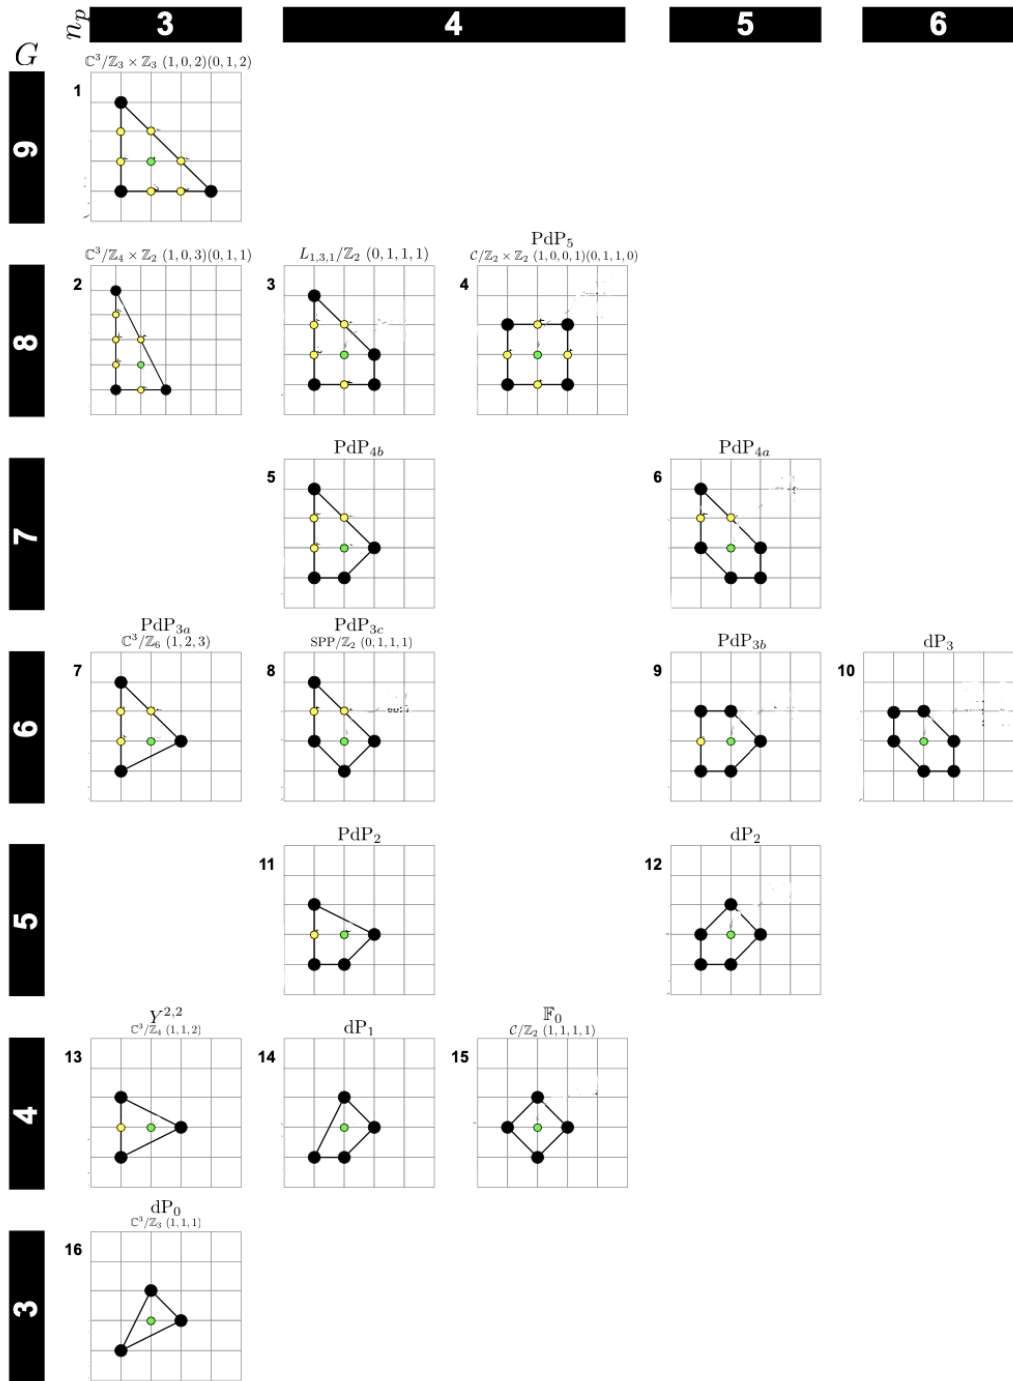 n_p 3 4 5 6
G
9
ℂ³/ℤ₃ × ℤ₃ (1,0,2)(0,1,2)
1
8
ℂ³/ℤ₄ × ℤ₂ (1,0,3)(0,1,1)
2
L₁,₃,₁/ℤ₂ (0,1,1,1)
3
PdP₅
𝒞/ℤ₂ × ℤ₂ (1,0,0,1)(0,1,1,0)
4
7
PdP₄b
5
PdP₄a
6
6
PdP₃a
ℂ³/ℤ₆ (1,2,3)
7
PdP₃c
SPP/ℤ₂ (0,1,1,1)
8
PdP₃b
9
dP₃
10
5
PdP₂
11
dP₂
12
4
Y²,²
ℂ³/ℤ₄ (1,1,2)
13
dP₁
14
𝔽₀
𝒞/ℤ₂ (1,1,1,1)
15
3
dP₀
ℂ³/ℤ₃ (1,1,1)
16